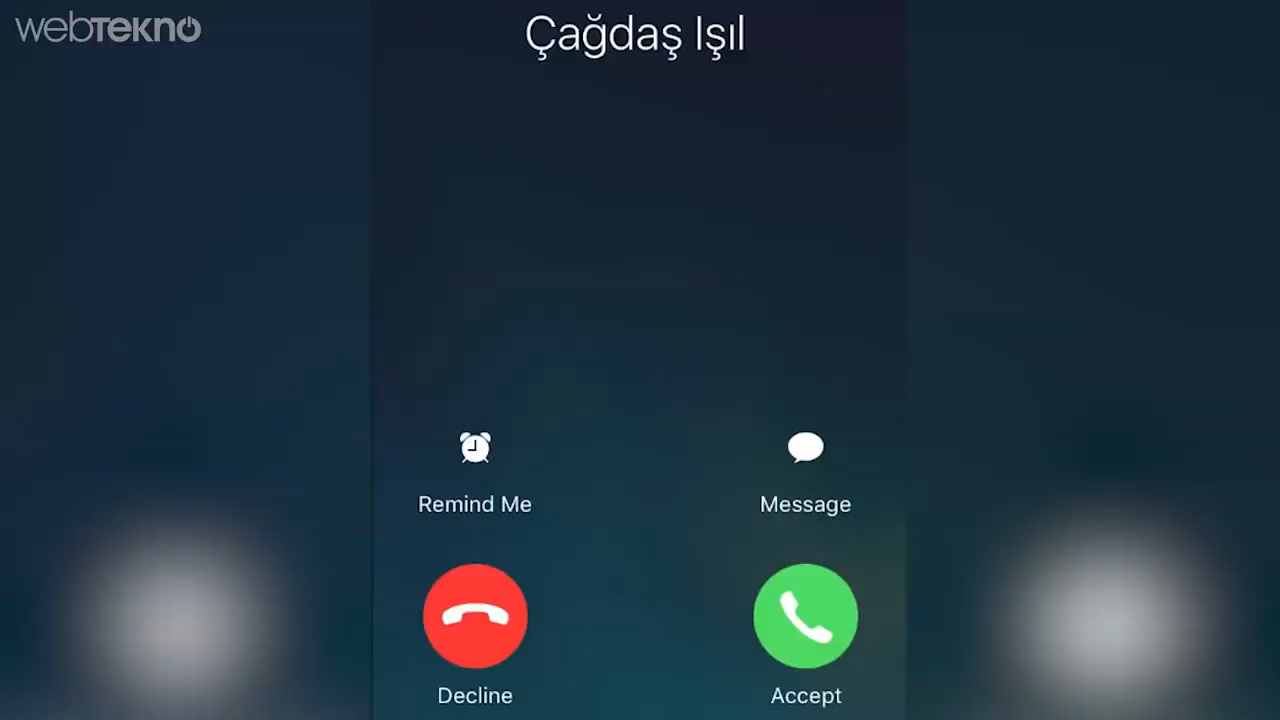 webTEKNO
Çağdaş Işıl
Remind Me
Message
Decline
Accept